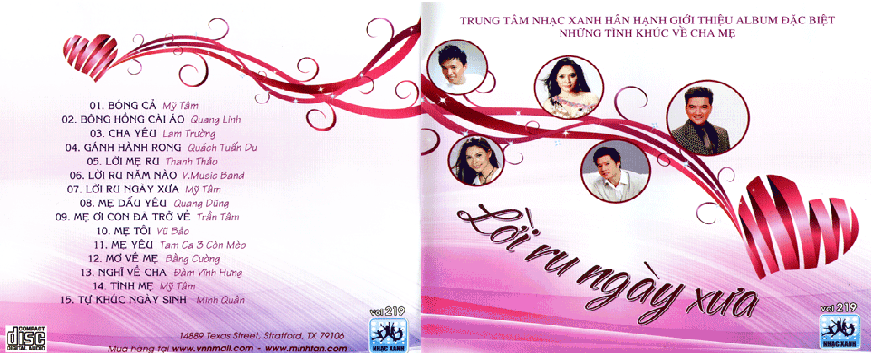 01. BÓNG CẢ Mỹ Tâm
02. BÔNG HỒNG CÀI ÁO Quang Linh
03. CHA YÊU Lam Trường
04. GÁNH HÀNG RONG Quách Tuấn Du
05. LỜI MẸ RU Thanh Thảo
06. LỜI RU NĂM NÀO V.Music Band
07. LỜI RU NGÀY XƯA Mỹ Tâm
08. MẸ DẤU YÊU Quang Dũng
09. MẸ ƠI CON ĐÃ TRỞ VỀ Trần Tâm
10. MẸ TÔI Vũ Bảo
11. MẸ YÊU Tam Ca 3 Con Mèo
12. MƠ VỀ MẸ Bằng Cường
13. NGHĨ VỀ CHA Đàm Vĩnh Hưng
14. TÌNH MẸ Mỹ Tâm
15. TỰ KHÚC NGÀY SINH Minh Quân
COMPACT
disc
DIGITAL AUDIO
14889 Texas Street, Stratford, TX 79106
Mua hàng tại www.vnnmall.com - www.minhtan.com
vol 219
NHẠC XANH
TRUNG TÂM NHẠC XANH HÂN HẠNH GIỚI THIỆU ALBUM ĐẶC BIỆT
NHỮNG TÌNH KHÚC VỀ CHA MẸ
Lời ru ngày xưa
vol 219
NHẠC XANH